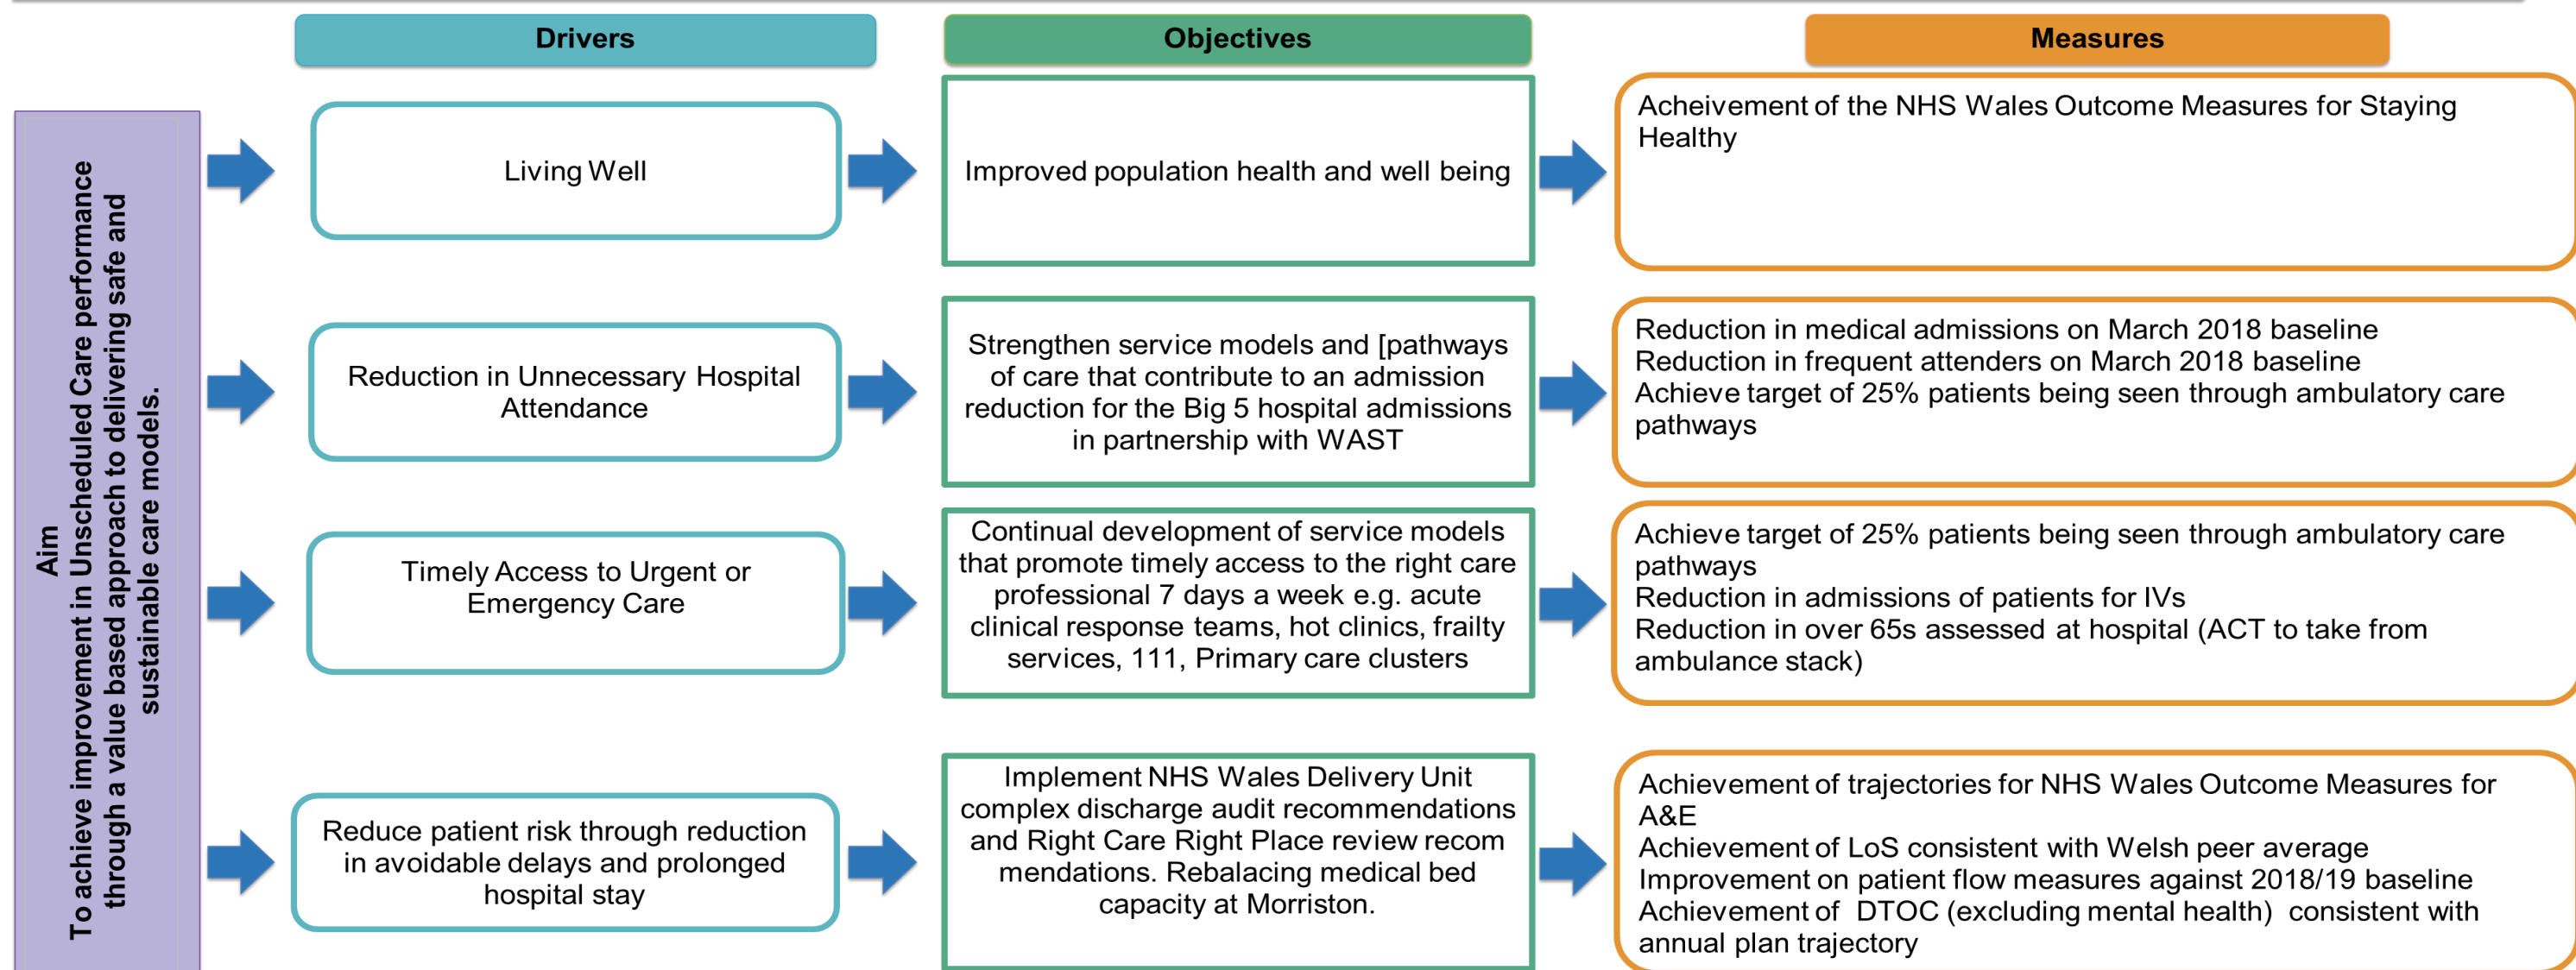 Drivers
Objectives
Measures
Aim
To achieve improvement in Unscheduled Care performance
through a value based approach to delivering safe and
sustainable care models.
Living Well
Improved population health and well being
Acheivement of the NHS Wales Outcome Measures for Staying
Healthy
Reduction in Unnecessary Hospital
Attendance
Strengthen service models and [pathways
of care that contribute to an admission
reduction for the Big 5 hospital admissions
in partnership with WAST
Reduction in medical admissions on March 2018 baseline
Reduction in frequent attenders on March 2018 baseline
Achieve target of 25% patients being seen through ambulatory care
pathways
Timely Access to Urgent or
Emergency Care
Continual development of service models
that promote timely access to the right care
professional 7 days a week e.g. acute
clinical response teams, hot clinics, frailty
services, 111, Primary care clusters
Achieve target of 25% patients being seen through ambulatory care
pathways
Reduction in admissions of patients for IVs
Reduction in over 65s assessed at hospital (ACT to take from
ambulance stack)
Reduce patient risk through reduction
in avoidable delays and prolonged
hospital stay
Implement NHS Wales Delivery Unit
complex discharge audit recommendations
and Right Care Right Place review recom
mendations. Rebalacing medical bed
capacity at Morriston.
Achievement of trajectories for NHS Wales Outcome Measures for
A&E
Achievement of LoS consistent with Welsh peer average
Improvement on patient flow measures against 2018/19 baseline
Achievement of  DTOC (excluding mental health)  consistent with
annual plan trajectory